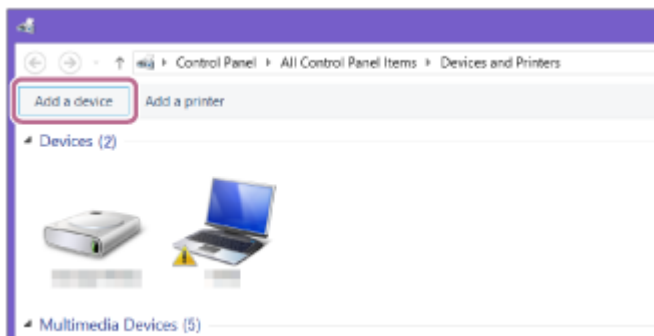 Control Panel All Control Panel Items Devices and Printers
Add a device Add a printer
Devices (2)
Multimedia Devices (5)